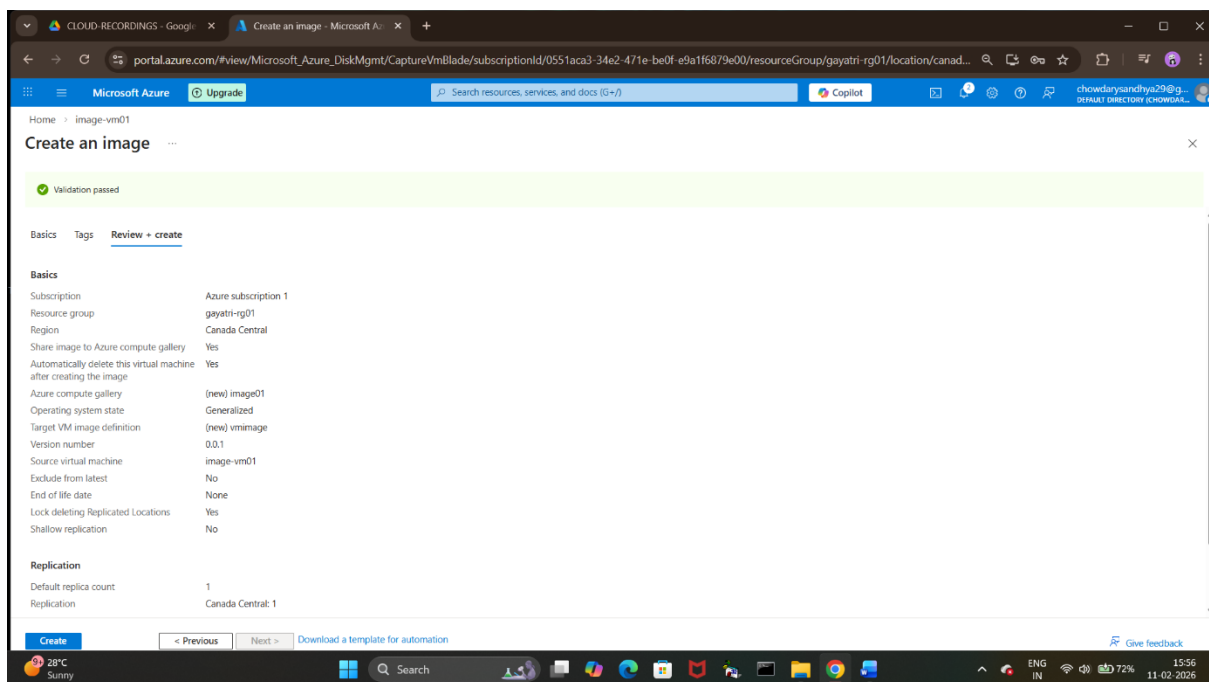 CLOUD-RECORDINGS - Google
Create an image - Microsoft Az
portal.azure.com/#view/Microsoft_Azure_DiskMgmt/CaptureVmBlade/subscriptionId/0551aca3-34e2-471e-be0f-e9a1f6879e00/resourceGroup/gayatri-rg01/location/canad...
Microsoft Azure
Upgrade
Search resources, services, and docs (G+/)
Copilot
2
chowdarysandhya29@g...
DEFAULT DIRECTORY (CHOWDAR...
Home > image-vm01
Create an image ...
Validation passed
Basics Tags Review + create
Basics
Subscription Azure subscription 1
Resource group gayatri-rg01
Region Canada Central
Share image to Azure compute gallery Yes
Automatically delete this virtual machine Yes
after creating the image
Azure compute gallery (new) image01
Operating system state Generalized
Target VM image definition (new) vmimage
Version number 0.0.1
Source virtual machine image-vm01
Exclude from latest No
End of life date None
Lock deleting Replicated Locations Yes
Shallow replication No
Replication
Default replica count 1
Replication Canada Central: 1
Create < Previous Next > Download a template for automation
Give feedback
9+
28°C
Sunny
Search
ENG
IN
72%
15:56
11-02-2026